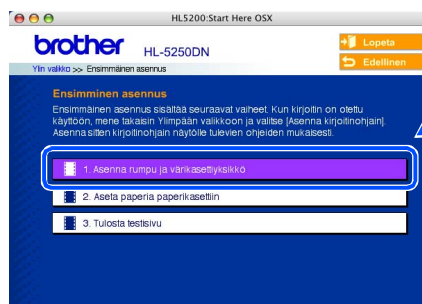 HL5200:Start Here OSX
brother HL-5250DN
Lopeta
Edellinen
Ylin valikko >> Ensimmäinen asennus
Ensimminen asennus
Ensimmäinen asennus sisältää seuraavat vaiheet. Kun kirjoitin on otettu
käyttöön, mene takaisin Ylimpään valikkoon ja valitse [Asenna kirjoitinohjain].
Asenna sitten kirjoitinohjain näytölle tulevien ohjeiden mukaisesti.
1. Asenna rumpu ja värikasettiyksikkö
2. Aseta paperia paperikasettiin
3. Tulosta testisivu